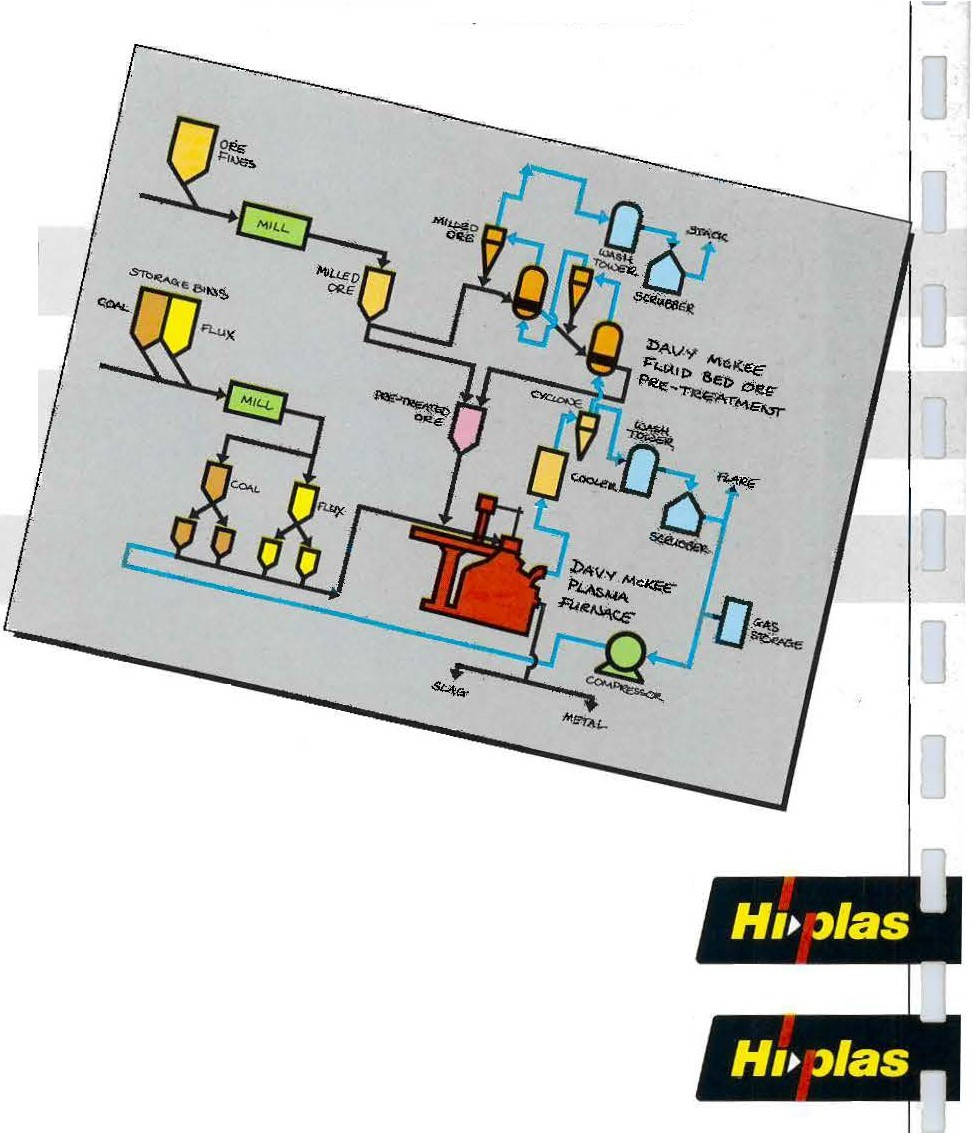 ORE
FINES
MILL
MILLED
ORE
STORAGE BINS
COAL
FLUX
MILL
COAL
FLUX
MILLED
ORE
WASH
TOWER
STACK
SCRUBBER
DAVY MCKEE
FLUID BED ORE
PRE-TREATMENT
PRE-TREATED
ORE
CYCLONE
WASH
TOWER
COOLER
FLARE
SCRUBBER
DAVY MCKEE
PLASMA
FURNACE
GAS
STORAGE
COMPRESSOR
SLAG
METAL
Hi-plas
Hi-plas